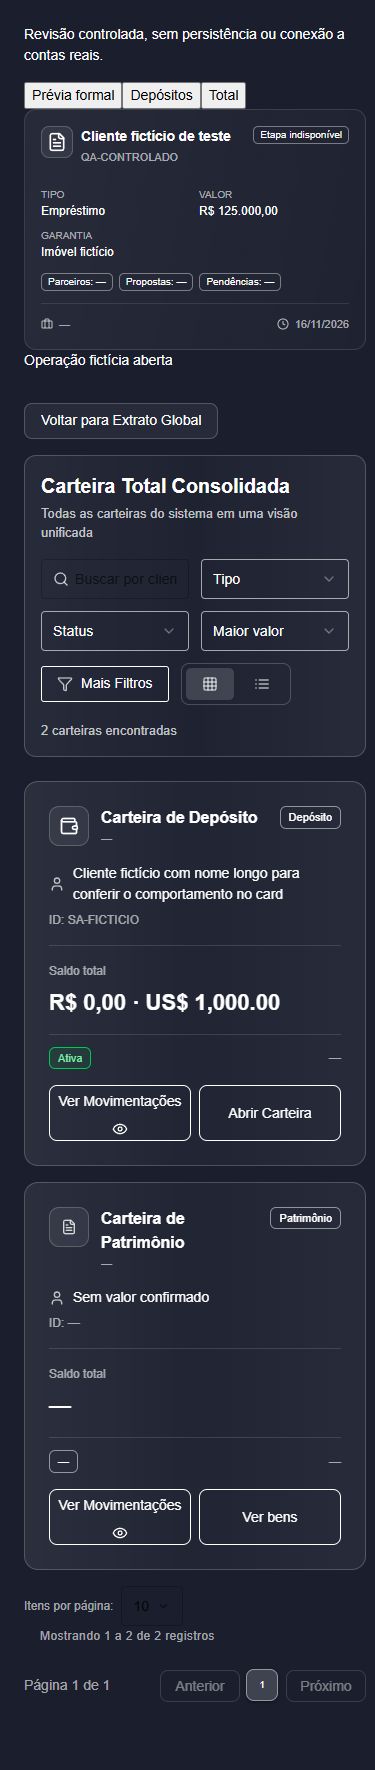 Revisão controlada, sem persistência ou conexão a
contas reais.
Prévia formal Depósitos Total
Cliente fictício de teste Etapa indisponível
QA-CONTROLADO
TIPO VALOR
Empréstimo R$ 125.000,00
GARANTIA
Imóvel fictício
Parceiros: — Propostas: — Pendências: —
— 16/11/2026
Operação fictícia aberta
Voltar para Extrato Global
Carteira Total Consolidada
Todas as carteiras do sistema em uma visão
unificada
Buscar por clien Tipo
Status Maior valor
Mais Filtros
2 carteiras encontradas
Carteira de Depósito Depósito
—
Cliente fictício com nome longo para
conferir o comportamento no card
ID: SA-FICTICIO
Saldo total
R$ 0,00 · US$ 1,000.00
Ativa —
Ver Movimentações Abrir Carteira
Carteira de Patrimônio
Patrimônio
—
Sem valor confirmado
ID: —
Saldo total
—
— —
Ver Movimentações Ver bens
Itens por página: 10
Mostrando 1 a 2 de 2 registros
Página 1 de 1 Anterior 1 Próximo